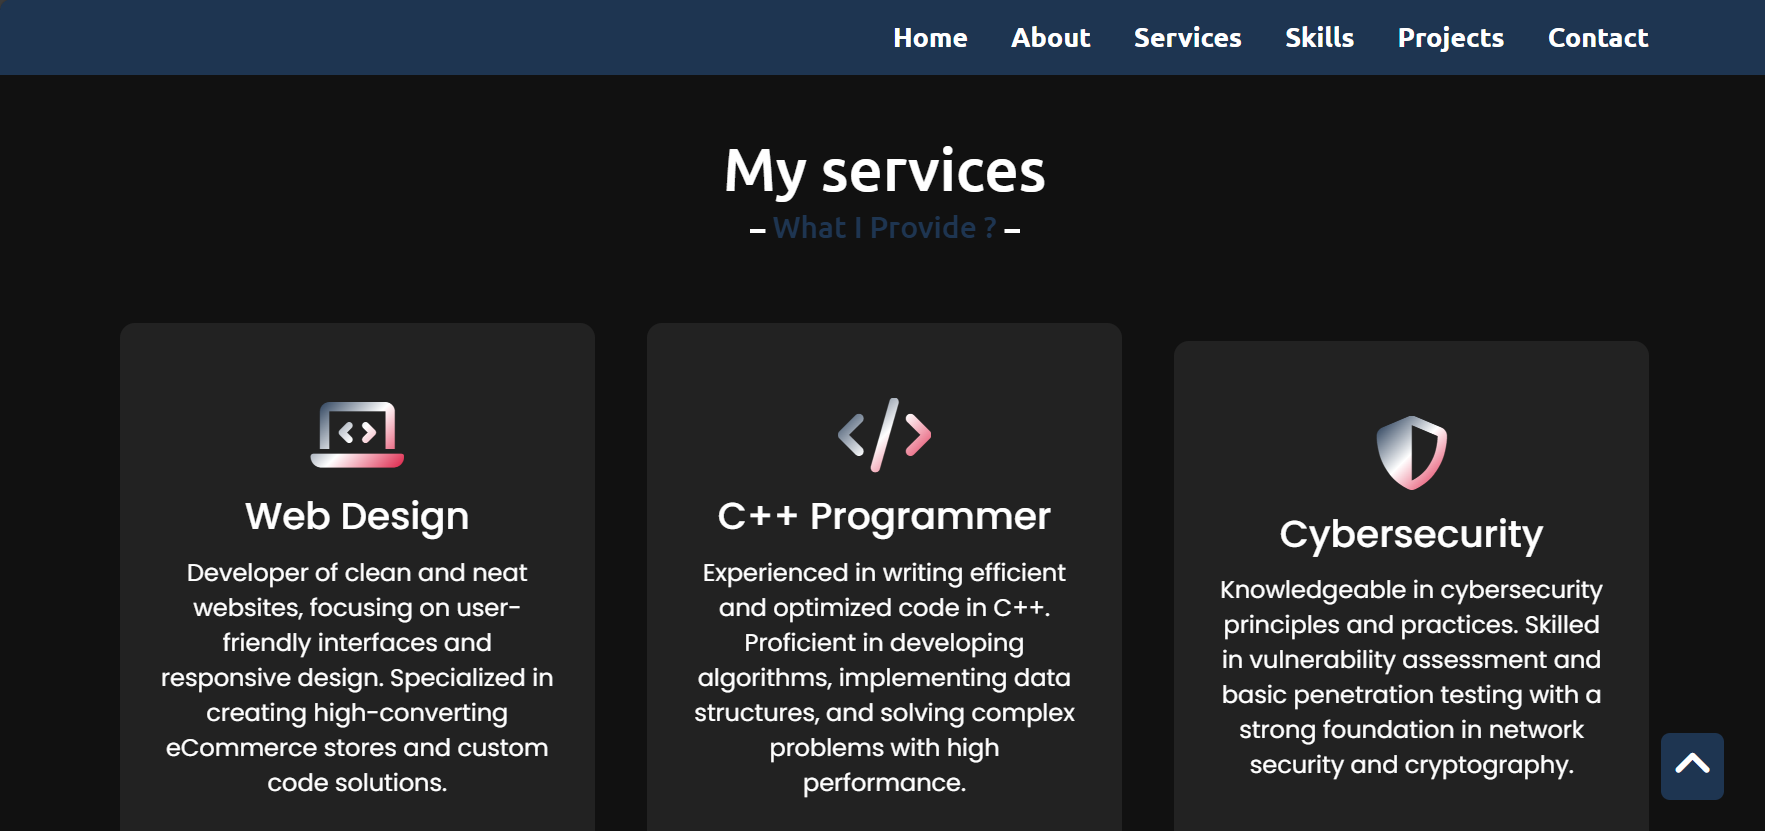 Home About Services Skills Projects Contact
My services
– What I Provide ? –
Web Design
Developer of clean and neat
websites, focusing on user-
friendly interfaces and
responsive design. Specialized in
creating high-converting
eCommerce stores and custom
code solutions.
C++ Programmer
Experienced in writing efficient
and optimized code in C++.
Proficient in developing
algorithms, implementing data
structures, and solving complex
problems with high
performance.
Cybersecurity
Knowledgeable in cybersecurity
principles and practices. Skilled
in vulnerability assessment and
basic penetration testing with a
strong foundation in network
security and cryptography.